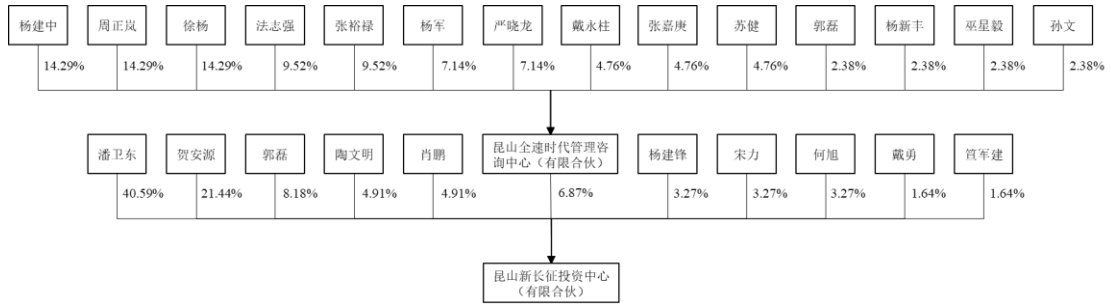 杨建中 周正岚 徐杨 法志强 张裕禄 杨军 严晓龙 戴永柱 张嘉庚 苏健 郭磊 杨新丰 巫星毅 孙文
14.29% 14.29% 14.29% 9.52% 9.52% 7.14% 7.14% 4.76% 4.76% 4.76% 2.38% 2.38% 2.38% 2.38%
潘卫东 贺安源 郭磊 陶文明 肖鹏 昆山全速时代管理咨
询中心（有限合伙） 杨建锋 宋力 何旭 戴勇 笪军建
40.59% 21.44% 8.18% 4.91% 4.91% 6.87% 3.27% 3.27% 3.27% 1.64% 1.64%
昆山新长征投资中心
（有限合伙）